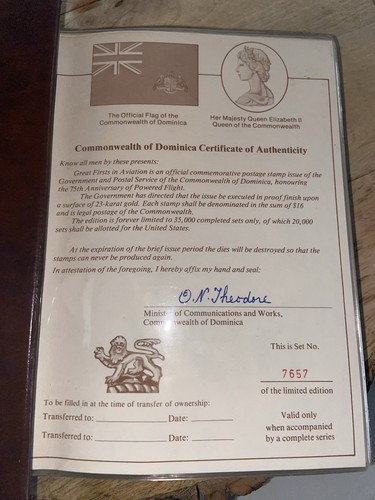 The Official Flag of the
Commonwealth of Dominica
Her Majesty Queen Elizabeth II
Queen of the Commonwealth
Commonwealth of Dominica Certificate of Authenticity
Know all men by these presents:
Great Firsts in Aviation is an official commemorative postage stamp issue of the
Government and Postal Service of the Commonwealth of Dominica, honouring
the 75th Anniversary of Powered Flight.
The Government has directed that the issue be executed in proof finish upon
a surface of 23-karat gold. Each stamp shall be denominated in the sum of $16
and is legal postage of the Commonwealth.
The edition is forever limited to 35,000 completed sets only, of which 20,000
sets shall be allotted for the United States.
At the expiration of the brief issue period the dies will be destroyed so that the
stamps can never be produced again.
In attestation of the foregoing, I hereby affix my hand and seal:
O.N. Theodore
Minister of Communications and Works,
Commonwealth of Dominica
This is Set No.
7657
of the limited edition
To be filled in at the time of transfer of ownership:
Transferred to: Date:
Transferred to: Date:
Valid only
when accompanied
by a complete series